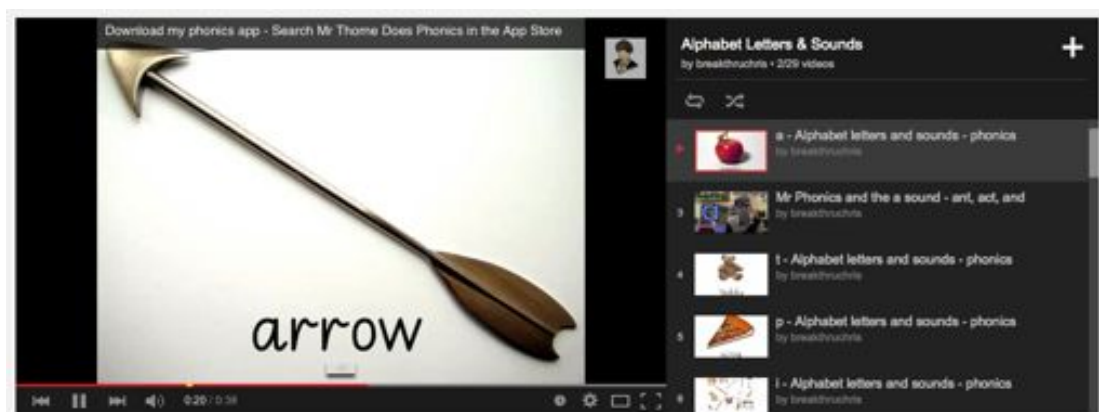 Download my phonics app - Search Mr Thorne Does Phonics in the App Store
arrow
0:20 / 0:38
Alphabet Letters & Sounds
by breakthruchris • 2/29 videos
a - Alphabet letters and sounds - phonics
by breakthruchris
3
Mr Phonics and the a sound - ant, act, and
by breakthruchris
4
t - Alphabet letters and sounds - phonics
by breakthruchris
5
p - Alphabet letters and sounds - phonics
by breakthruchris
6
i - Alphabet letters and sounds - phonics
by breakthruchris